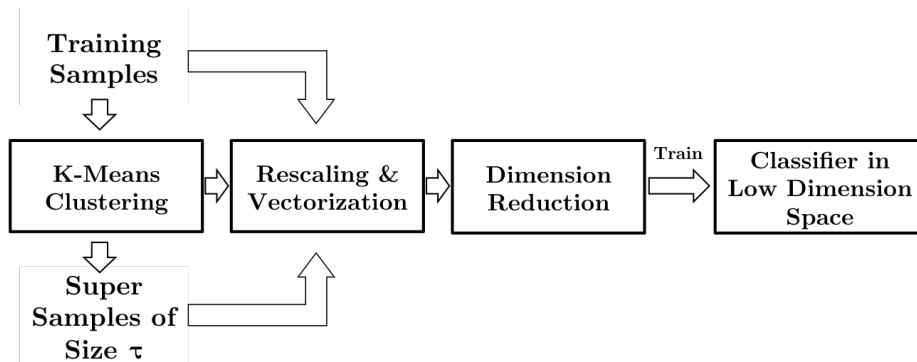 Training
Samples
K-Means
Clustering
Rescaling &
Vectorization
Dimension
Reduction
Train
Classifier in
Low Dimension
Space
Super
Samples of
Size τ